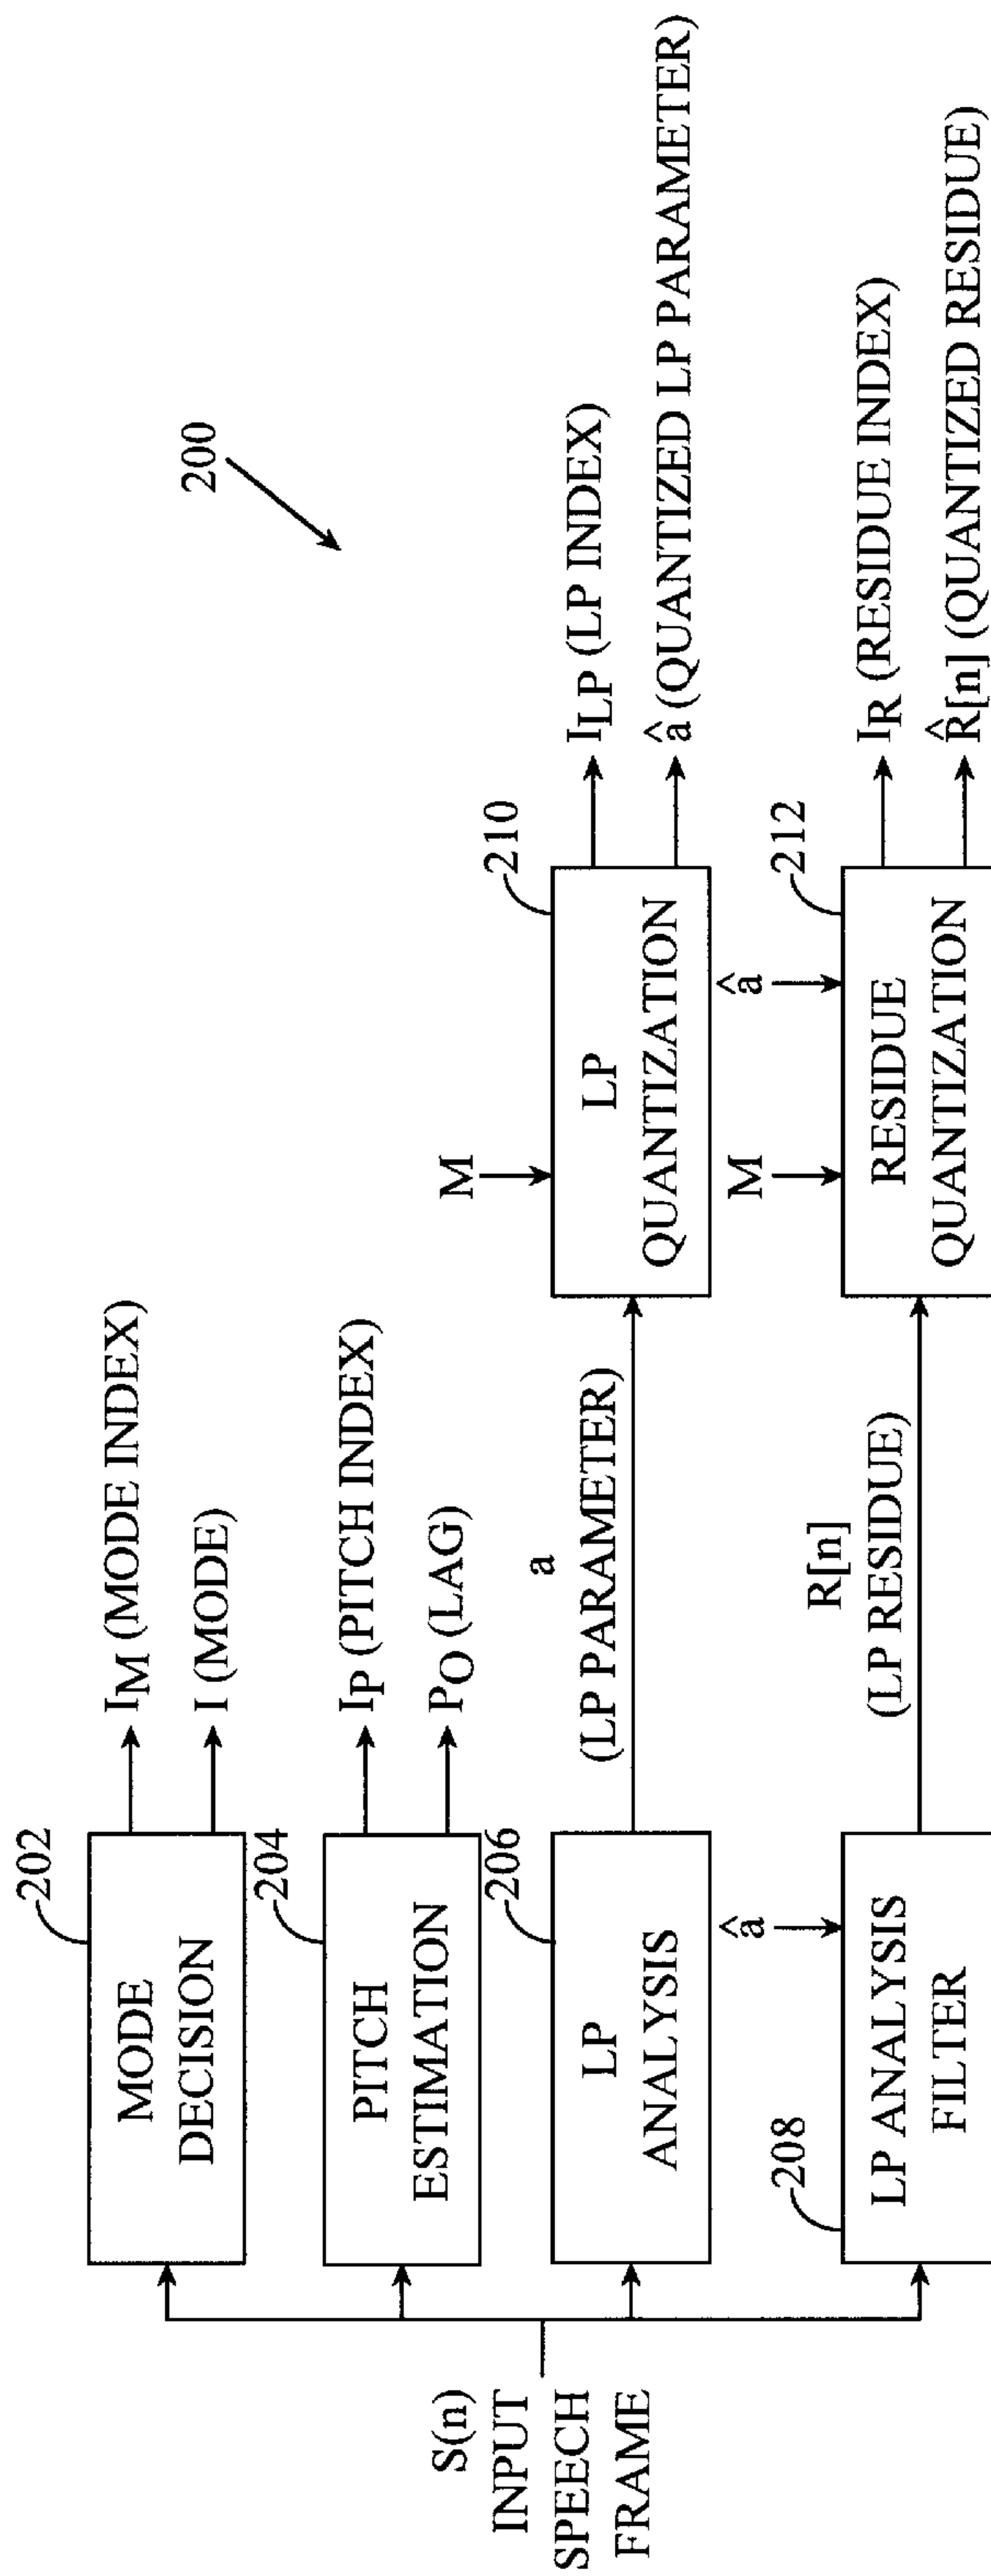 200
S(n)
INPUT
SPEECH
FRAME
202
MODE
DECISION
I_M (MODE INDEX)
I (MODE)
204
PITCH
ESTIMATION
I_P (PITCH INDEX)
P_O (LAG)
206
LP
ANALYSIS
a
(LP PARAMETER)
M
210
LP
QUANTIZATION
I_LP (LP INDEX)
â (QUANTIZED LP PARAMETER)
208
â
LP ANALYSIS
FILTER
R[n]
(LP RESIDUE)
M
â
212
RESIDUE
QUANTIZATION
I_R (RESIDUE INDEX)
R̂[n] (QUANTIZED RESIDUE)